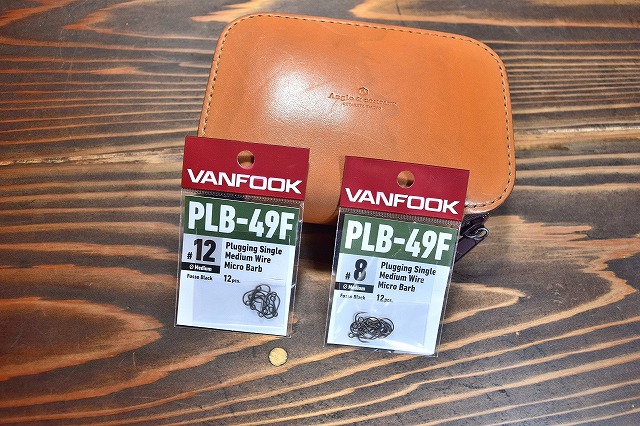 VANFOOK
PLB-49F
#12
Ø Medium
Plugging Single
Medium Wire
Micro Barb
Fusso Black
12pcs.
VANFOOK
PLB-49F
#8
Ø Medium
Plugging Single
Medium Wire
Micro Barb
Fusso Black
12pcs.